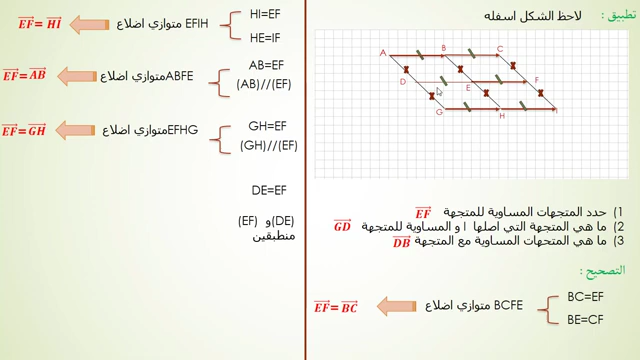 تطبيق : لاحظ الشكل اسفله
A B C
D E F
G H I
1) حدد المتجهات المساوية للمتجهة EF
2) ما هي المتجهة التي اصلها I و المساوية للمتجهة GD
3) ما هي المتجهات المساوية مع المتجهة DB
التصحيح :
BC=EF
BE=CF
BCFE متوازي اضلاع
EF=BC
HI=EF
HE=IF
EFIH متوازي اضلاع
EF=HI
AB=EF
(AB)//(EF)
ABFE متوازي اضلاع
EF=AB
GH=EF
(GH)//(EF)
EFHG متوازي اضلاع
EF=GH
DE=EF
(DE) و (EF)
منطبقين